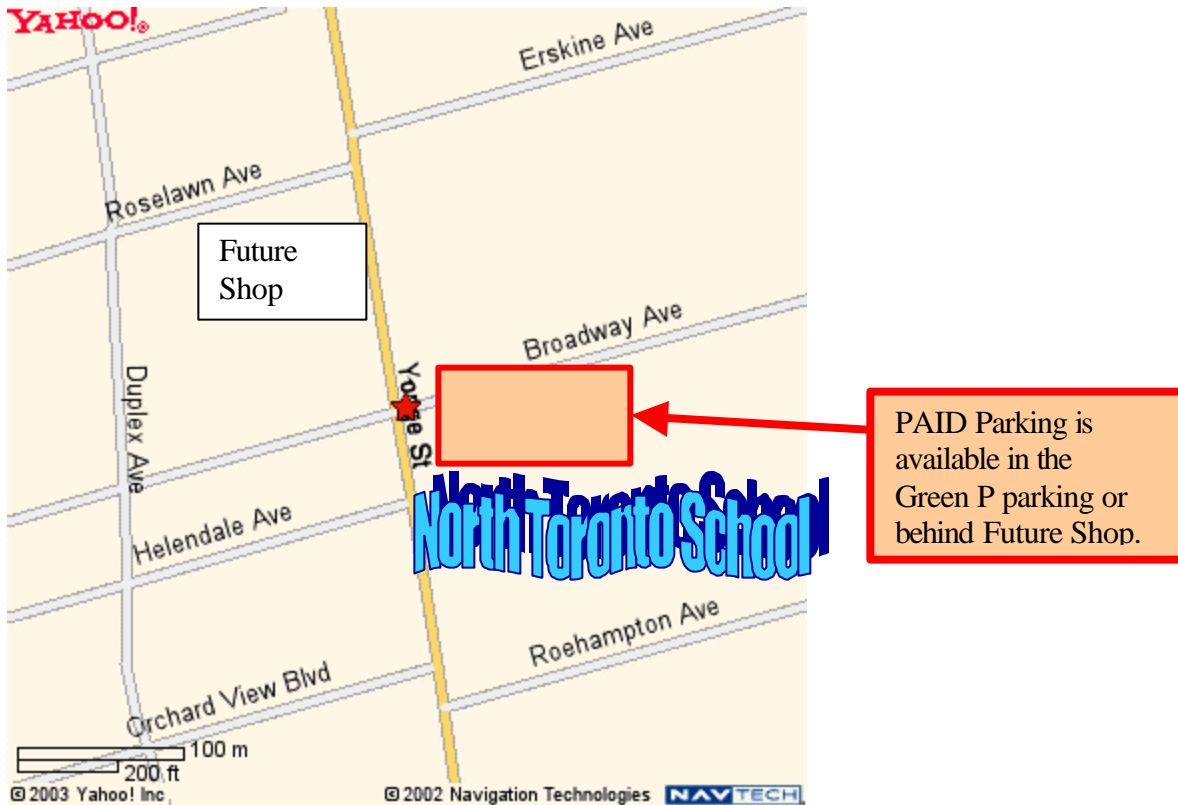 YAHOO!®
Erskine Ave
Roselawn Ave
Future
Shop
Broadway Ave
Yonge St
Duplex Ave
PAID Parking is
available in the
Green P parking or
behind Future Shop.
North Toronto School
Helendale Ave
Roehampton Ave
Orchard View Blvd
100 m
200 ft
© 2003 Yahoo! Inc
© 2002 Navigation Technologies
NAVTECH